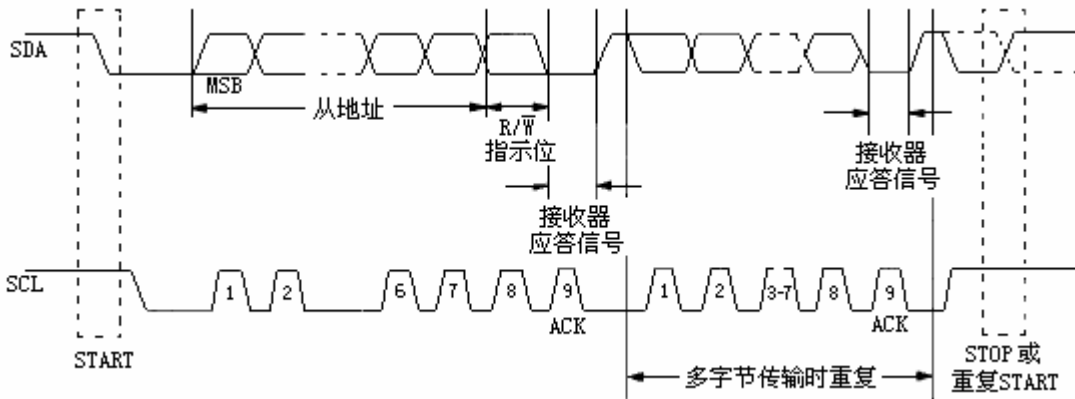 SDA
MSB
从地址
R/W̅
指示位
接收器
应答信号
接收器
应答信号
SCL
1
2
6
7
8
9
1
2
3-7
8
9
ACK
ACK
START
多字节传输时重复
STOP 或
重复START